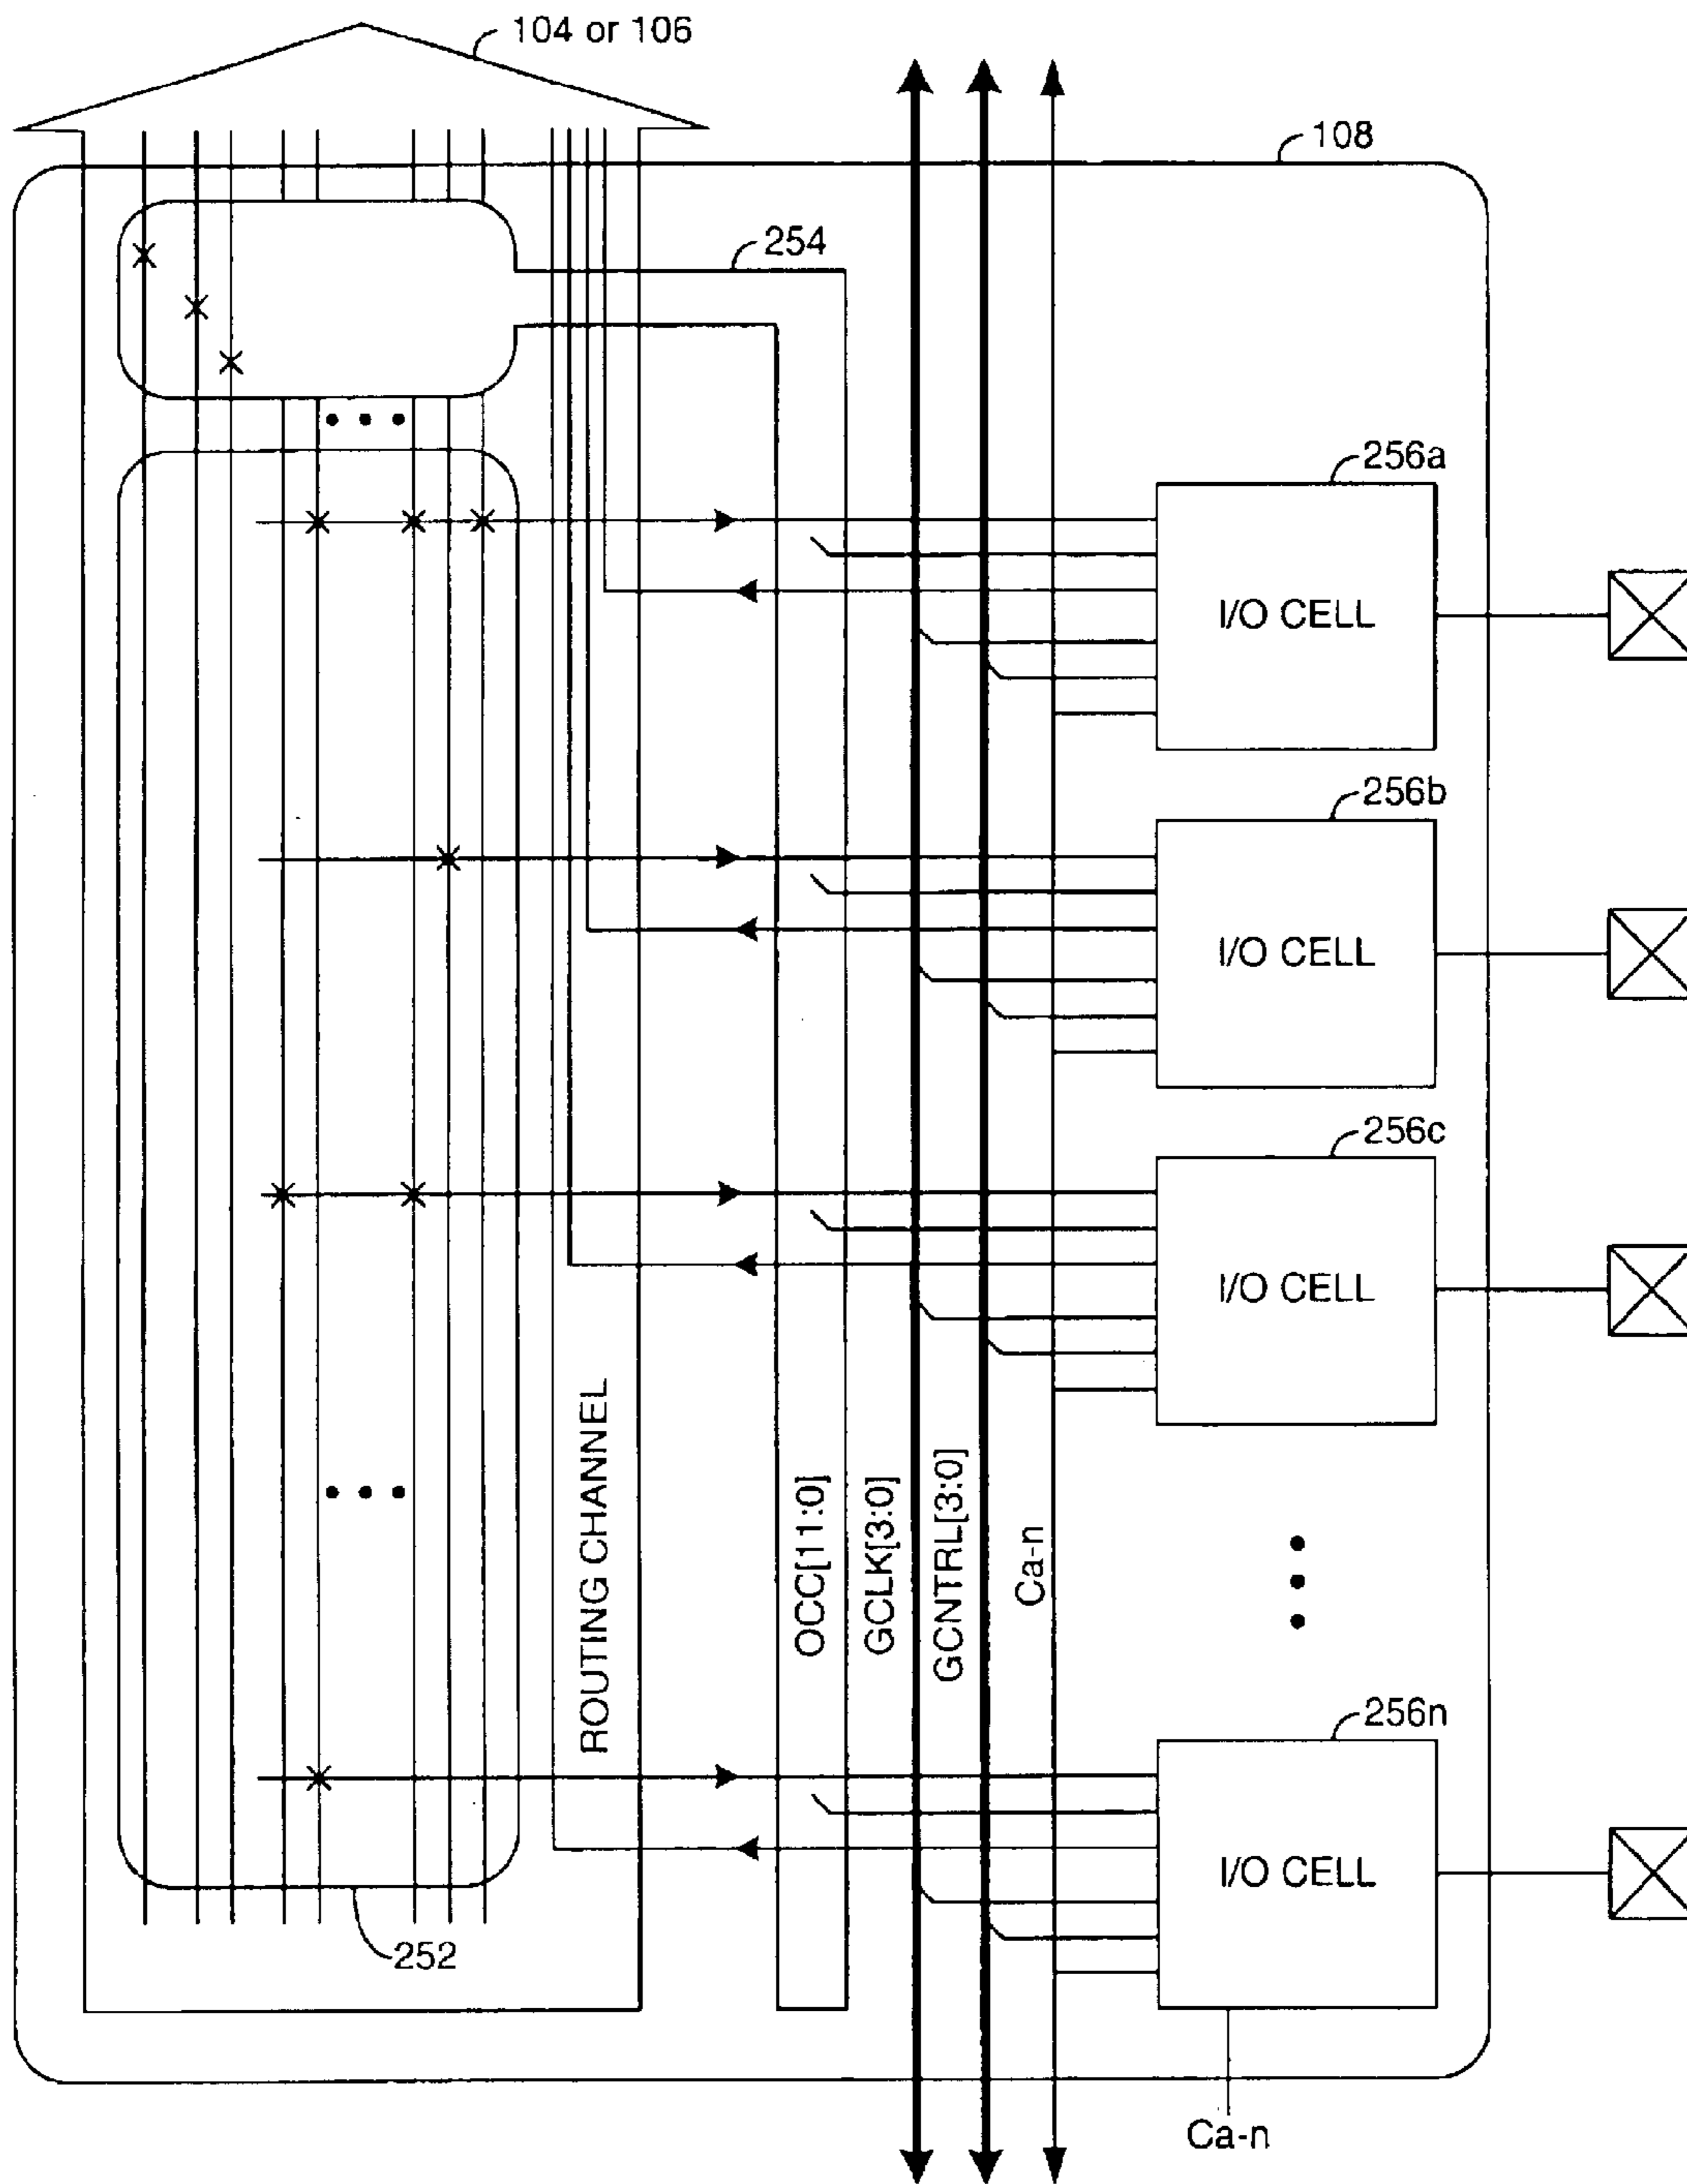 104 or 106
108
254
256a
I/O CELL
256b
I/O CELL
256c
I/O CELL
ROUTING CHANNEL
OCC[11:0]
GCLK[3:0]
GCNTRL[3:0]
Ca-n
256n
I/O CELL
252
Ca-n